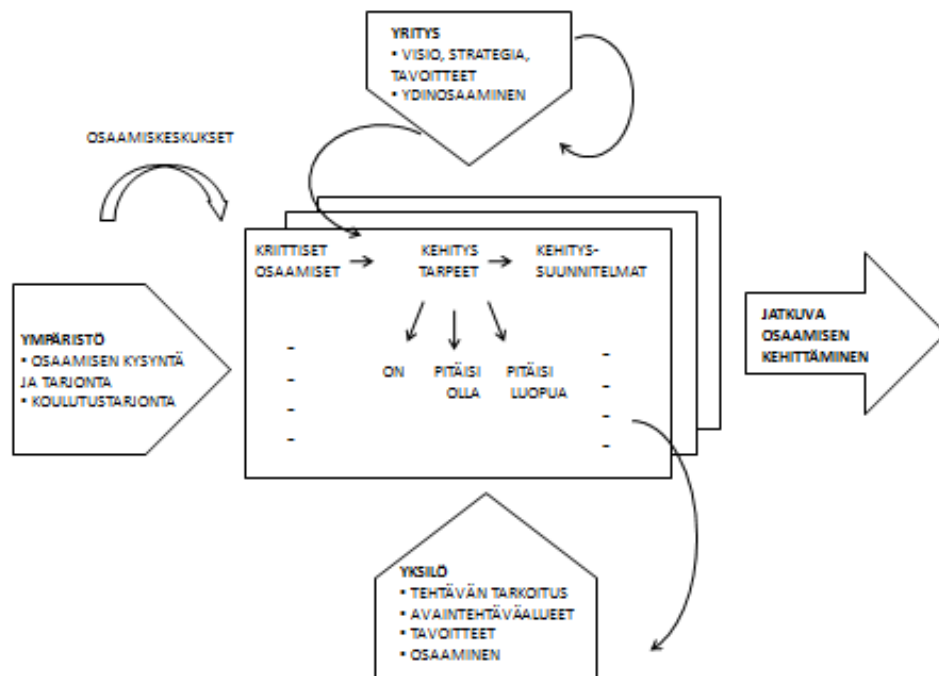 YRITYS
▪ VISIO, STRATEGIA,
TAVOITTEET
▪ YDINOSAAMINEN
OSAAMISKESKUKSET
KRIITTISET
OSAAMISET
KEHITYS
TARPEET
KEHITYS-
SUUNNITELMAT
YMPÄRISTÖ
▪ OSAAMISEN KYSYNTÄ
JA TARJONTA
▪ KOULUTUSTARJONTA
-
-
-
-
ON
PITÄISI
OLLA
PITÄISI
LUOPUA
-
-
-
-
JATKUVA
OSAAMISEN
KEHITTÄMINEN
YKSILÖ
▪ TEHTÄVÄN TARKOITUS
▪ AVAINTEHTÄVÄALUEET
▪ TAVOITTEET
▪ OSAAMINEN